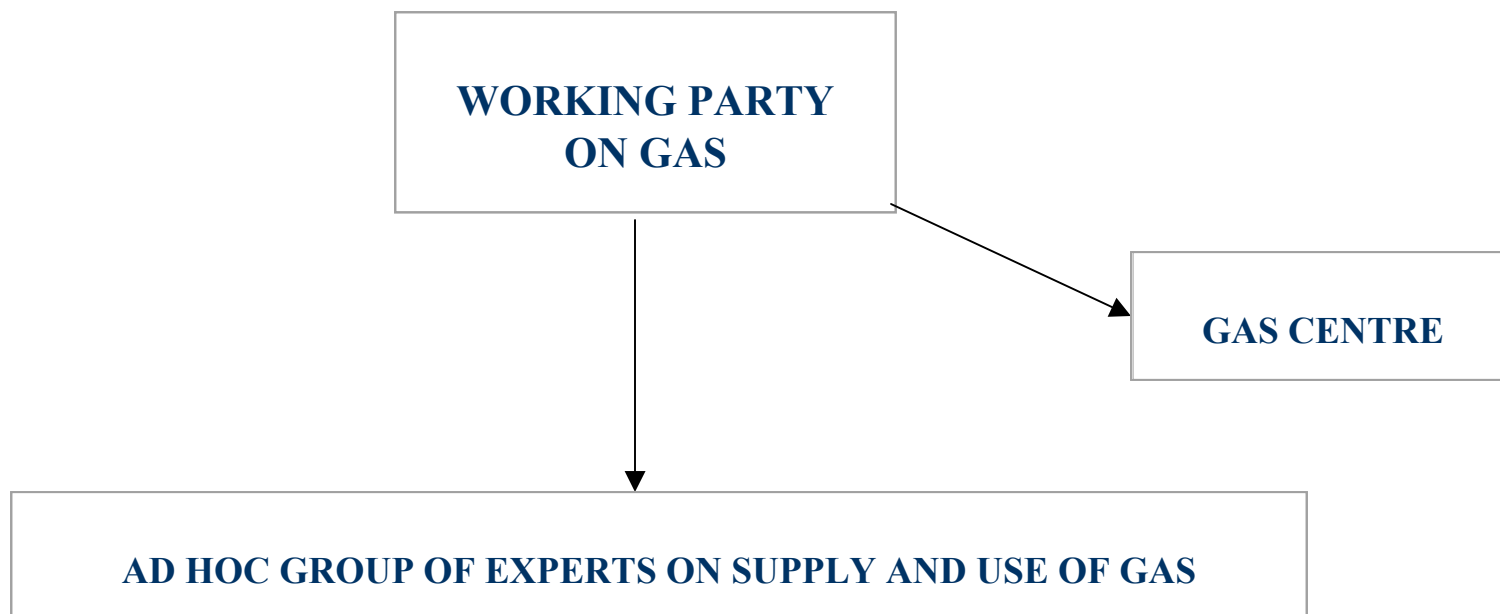 WORKING PARTY
ON GAS
GAS CENTRE
AD HOC GROUP OF EXPERTS ON SUPPLY AND USE OF GAS